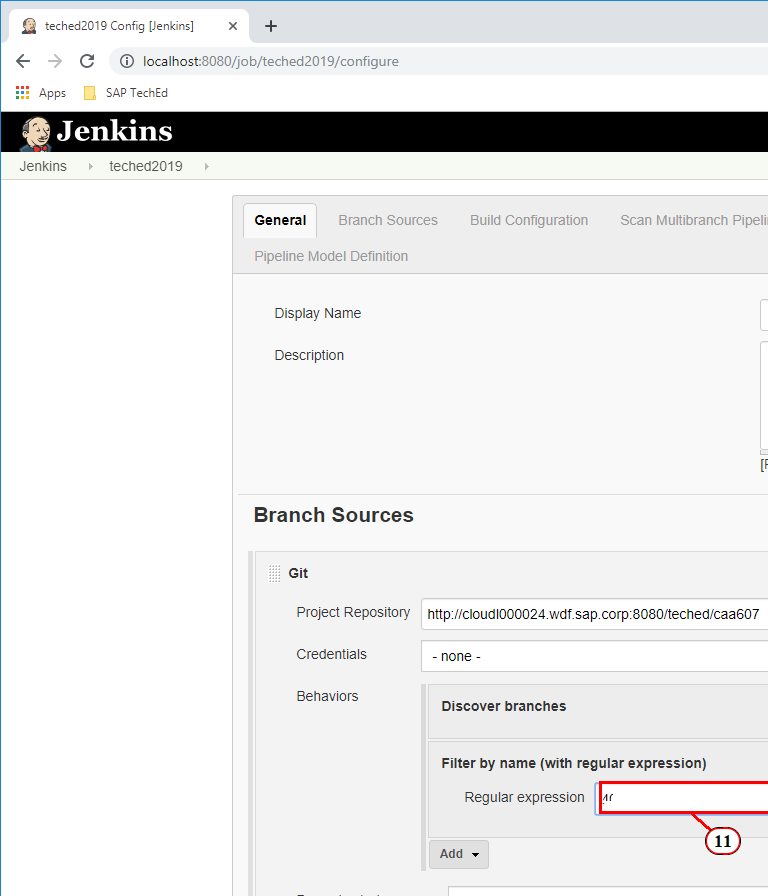 teched2019 Config [Jenkins]
localhost:8080/job/teched2019/configure
Apps SAP TechEd
Jenkins
Jenkins teched2019
General Branch Sources Build Configuration Scan Multibranch
Pipeline Model Definition
Display Name
Description
Branch Sources
Git
Project Repository http://cloudl000024.wdf.sap.corp:8080/teched/caa607
Credentials - none -
Behaviors
Discover branches
Filter by name (with regular expression)
Regular expression
11
Add